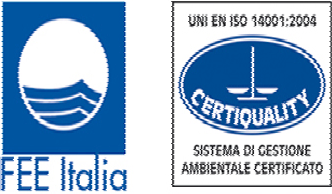 FEE Italia
UNI EN ISO 14001:2004
CERTIQUALITY
SISTEMA DI GESTIONE
AMBIENTALE CERTIFICATO